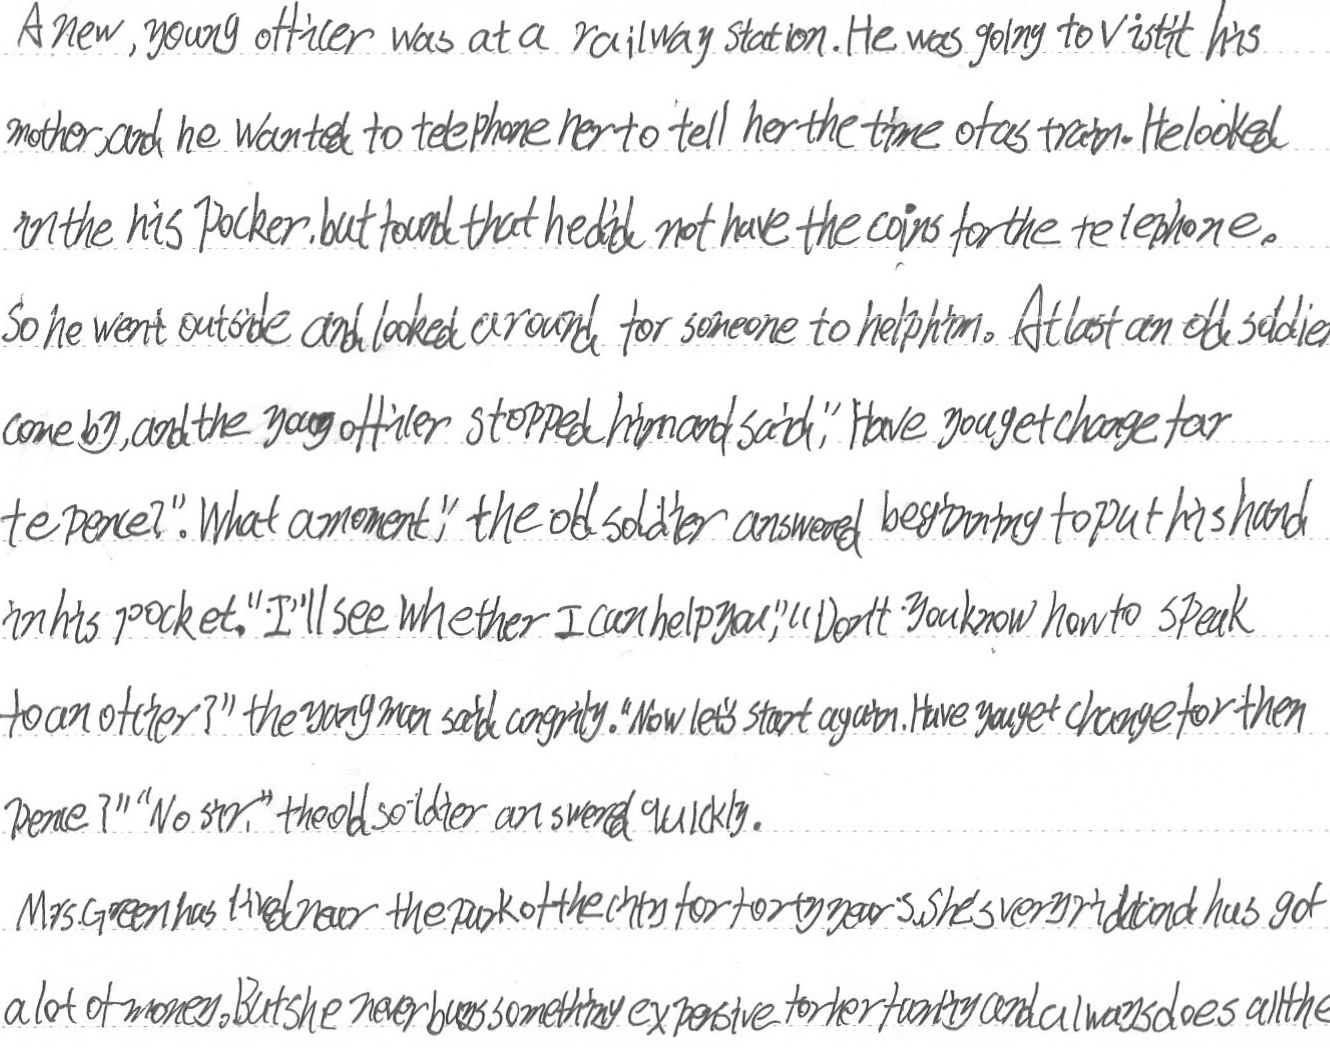 A new, young officer was at a railway station. He was going to Vistit his
mother, and he Wanted to telephone her to tell her the time of as train. He looked
in the his Pocker. but found that he did not have the coins for the telephone.
So he went outside and looked around for someone to help him. At last an old soldier
come by, and the young officer stopped him and said," Have you get change for
te pence?". What a moment," the old soldier answered beginning to put his hand
in his pocket. "I"ll see Whether I can help you," "Don't You know how to speak
to an officer?" the young man said angrily. "Now let's start again. Have you get change for then
pence?" "No sir." the old soldier answered quickly.
Mrs. Green has lived near the park of the city for forty years. She's very rich and has got
a lot of money. But she never buys something expensive for her family and always does all the